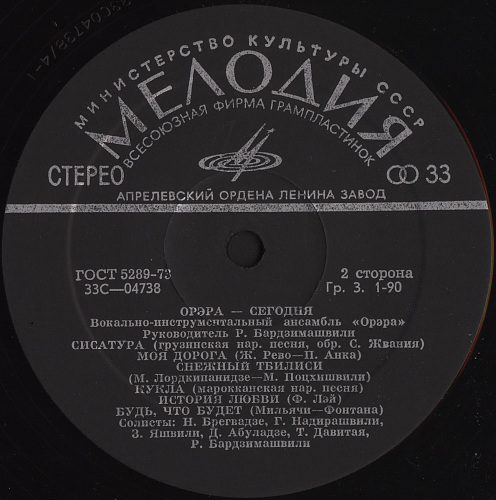 33С04738/4-1
МИНИСТЕРСТВО КУЛЬТУРЫ СССР
МЕЛОДИЯ
ВСЕСОЮЗНАЯ ФИРМА ГРАМПЛАСТИНОК
СТЕРЕО
33
АПРЕЛЕВСКИЙ ОРДЕНА ЛЕНИНА ЗАВОД
ГОСТ 5289-73
2 сторона
33С—04738
Гр. 3. 1-90
ОРЭРА — СЕГОДНЯ
Вокально-инструментальный ансамбль «Орэра»
Руководитель Р. Бардзимашвили
СИСАТУРА (грузинская нар. песня, обр. С. Жвания)
МОЯ ДОРОГА (Ж. Рево—П. Анка)
СНЕЖНЫЙ ТБИЛИСИ
(М. Лордкипанидзе—М. Поцхишвили)
КУКЛА (марокканская нар. песня)
ИСТОРИЯ ЛЮБВИ (Ф. Лэй)
БУДЬ, ЧТО БУДЕТ (Мильячи—Фонтана)
Солисты: Н. Брегвадзе, Г. Надирашвили,
З. Яшвили, Д. Абуладзе, Т. Давитая,
Р. Бардзимашвили